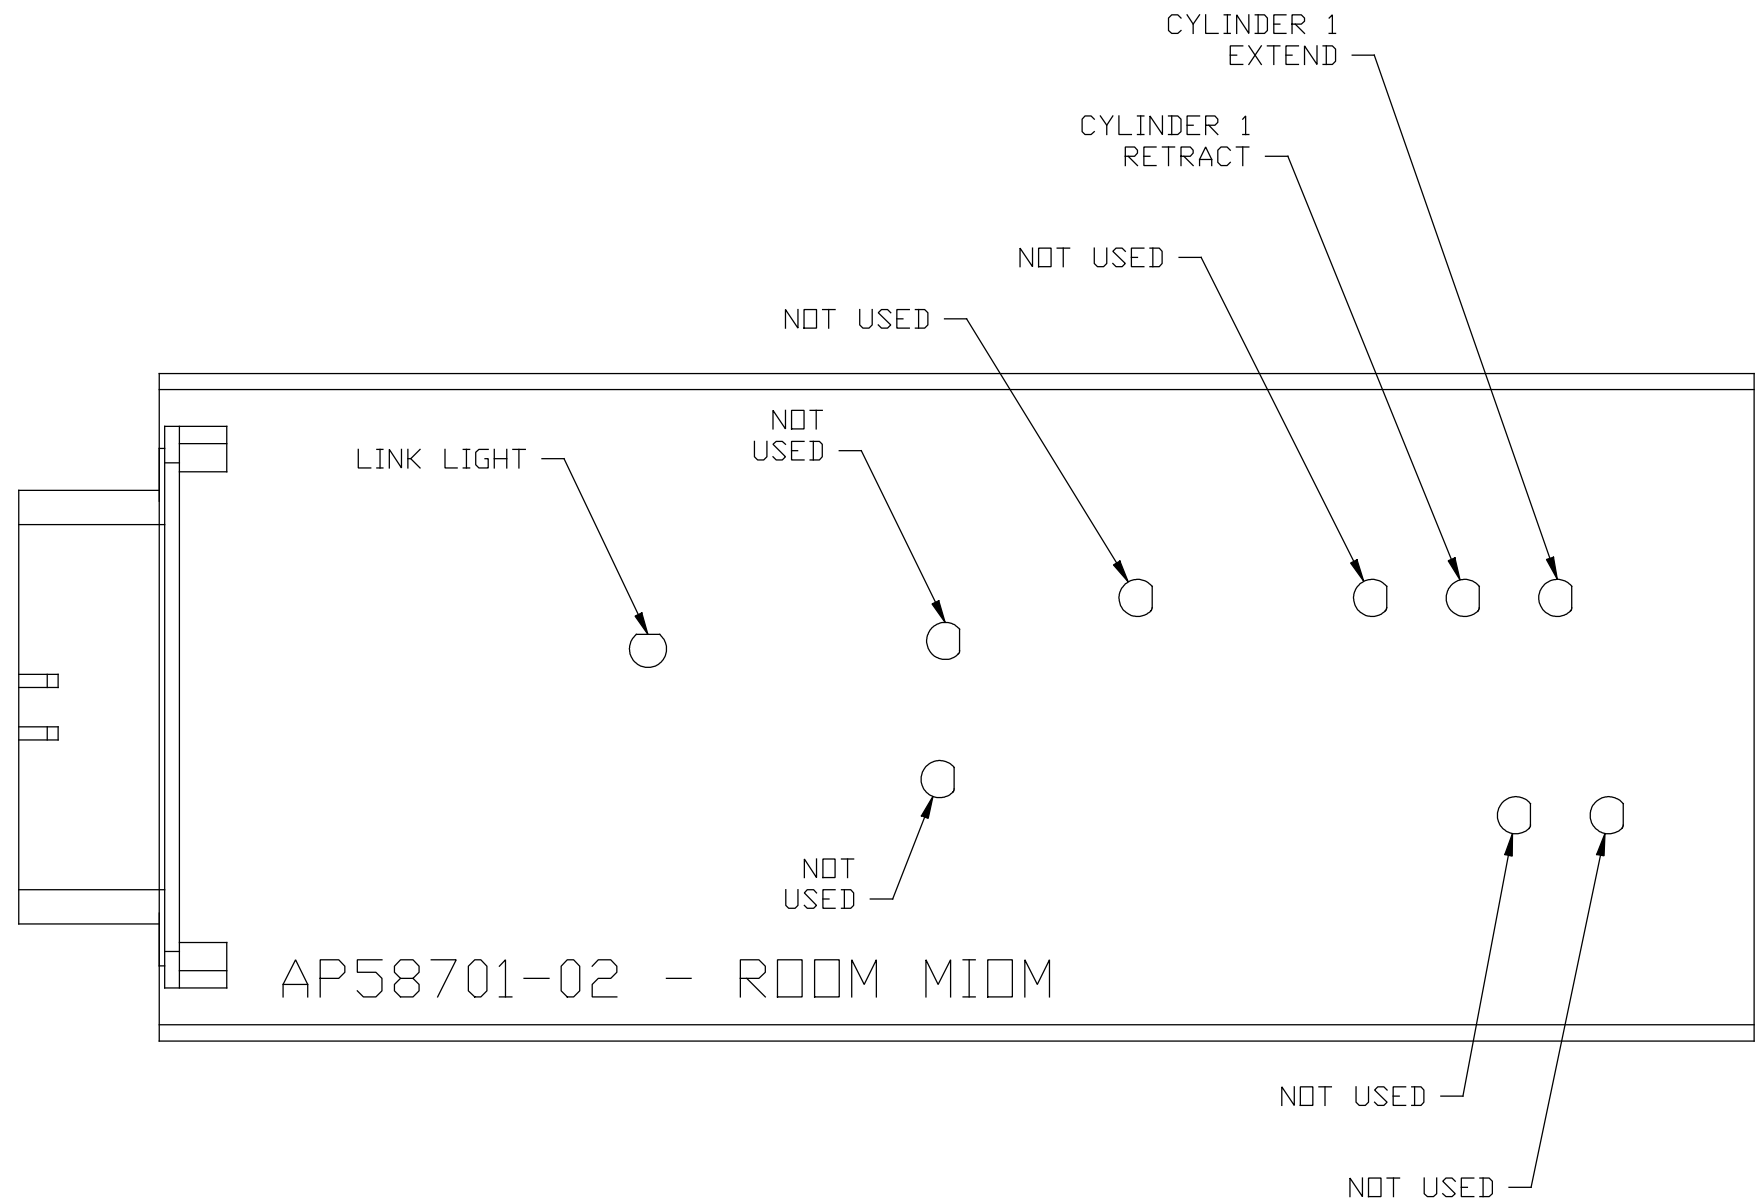 CYLINDER 1
EXTEND
CYLINDER 1
RETRACT
NOT USED
NOT USED
NOT
USED
LINK LIGHT
NOT
USED
AP58701-02 - ROOM MIOM
NOT USED
NOT USED